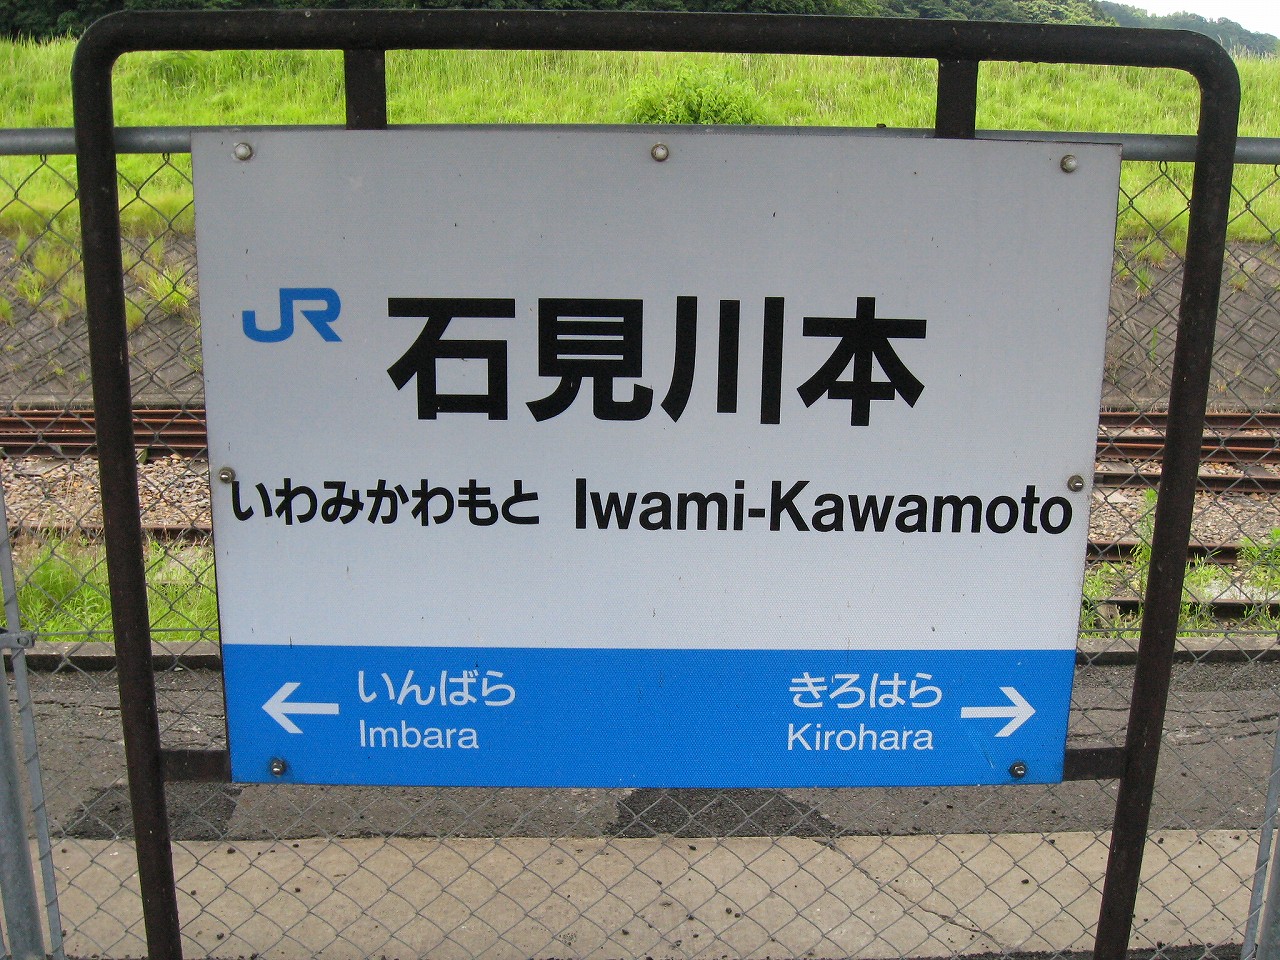 JR 石見川本
いわみかわもと Iwami-Kawamoto
← いんばら きろはら →
Imbara Kirohara